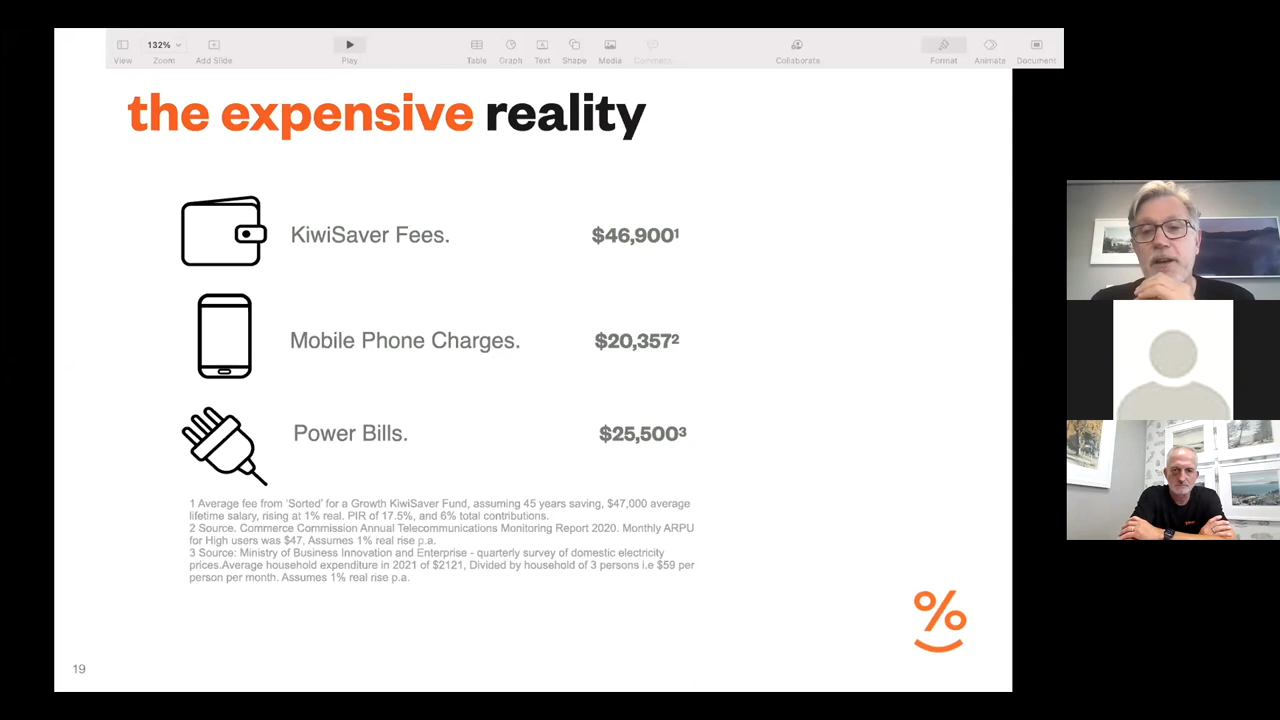 132%
View
Zoom
Add Slide
Play
Table
Graph
Text
Shape
Media
Comment
Collaborate
Format
Animate
Document
the expensive reality
KiwiSaver Fees. $46,900¹
Mobile Phone Charges. $20,357²
Power Bills. $25,500³
1 Average fee from 'Sorted' for a Growth KiwiSaver Fund, assuming 45 years saving, $47,000 average
lifetime salary, rising at 1% real. PIR of 17.5%, and 6% total contributions.
2 Source. Commerce Commission Annual Telecommunications Monitoring Report 2020. Monthly ARPU
for High users was $47, Assumes 1% real rise p.a.
3 Source: Ministry of Business Innovation and Enterprise - quarterly survey of domestic electricity
prices.Average household expenditure in 2021 of $2121, Divided by household of 3 persons i.e $59 per
person per month. Assumes 1% real rise p.a.
%
19